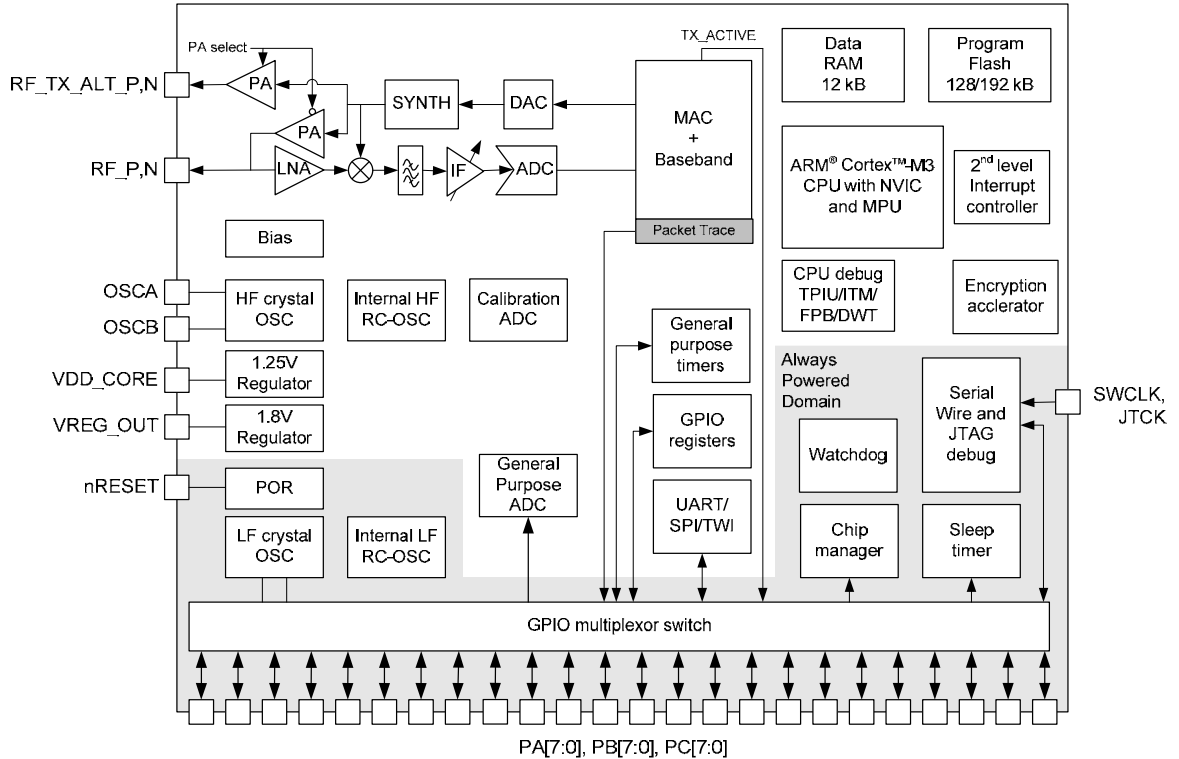 PA select
TX_ACTIVE
RF_TX_ALT_P,N
PA
SYNTH
DAC
MAC
+
Baseband
Data
RAM
12 kB
Program
Flash
128/192 kB
PA
RF_P,N
LNA
IF
ADC
ARM® Cortex™-M3
CPU with NVIC
and MPU
2nd level
Interrupt
controller
Packet Trace
Bias
OSCA
OSCB
HF crystal
OSC
Internal HF
RC-OSC
Calibration
ADC
CPU debug
TPIU/ITM/
FPB/DWT
Encryption
acclerator
General
purpose
timers
VDD_CORE
1.25V
Regulator
Always
Powered
Domain
Serial
Wire and
JTAG
debug
SWCLK,
JTCK
VREG_OUT
1.8V
Regulator
GPIO
registers
Watchdog
nRESET
POR
General
Purpose
ADC
UART/
SPI/TWI
LF crystal
OSC
Internal LF
RC-OSC
Chip
manager
Sleep
timer
GPIO multiplexor switch
PA[7:0], PB[7:0], PC[7:0]